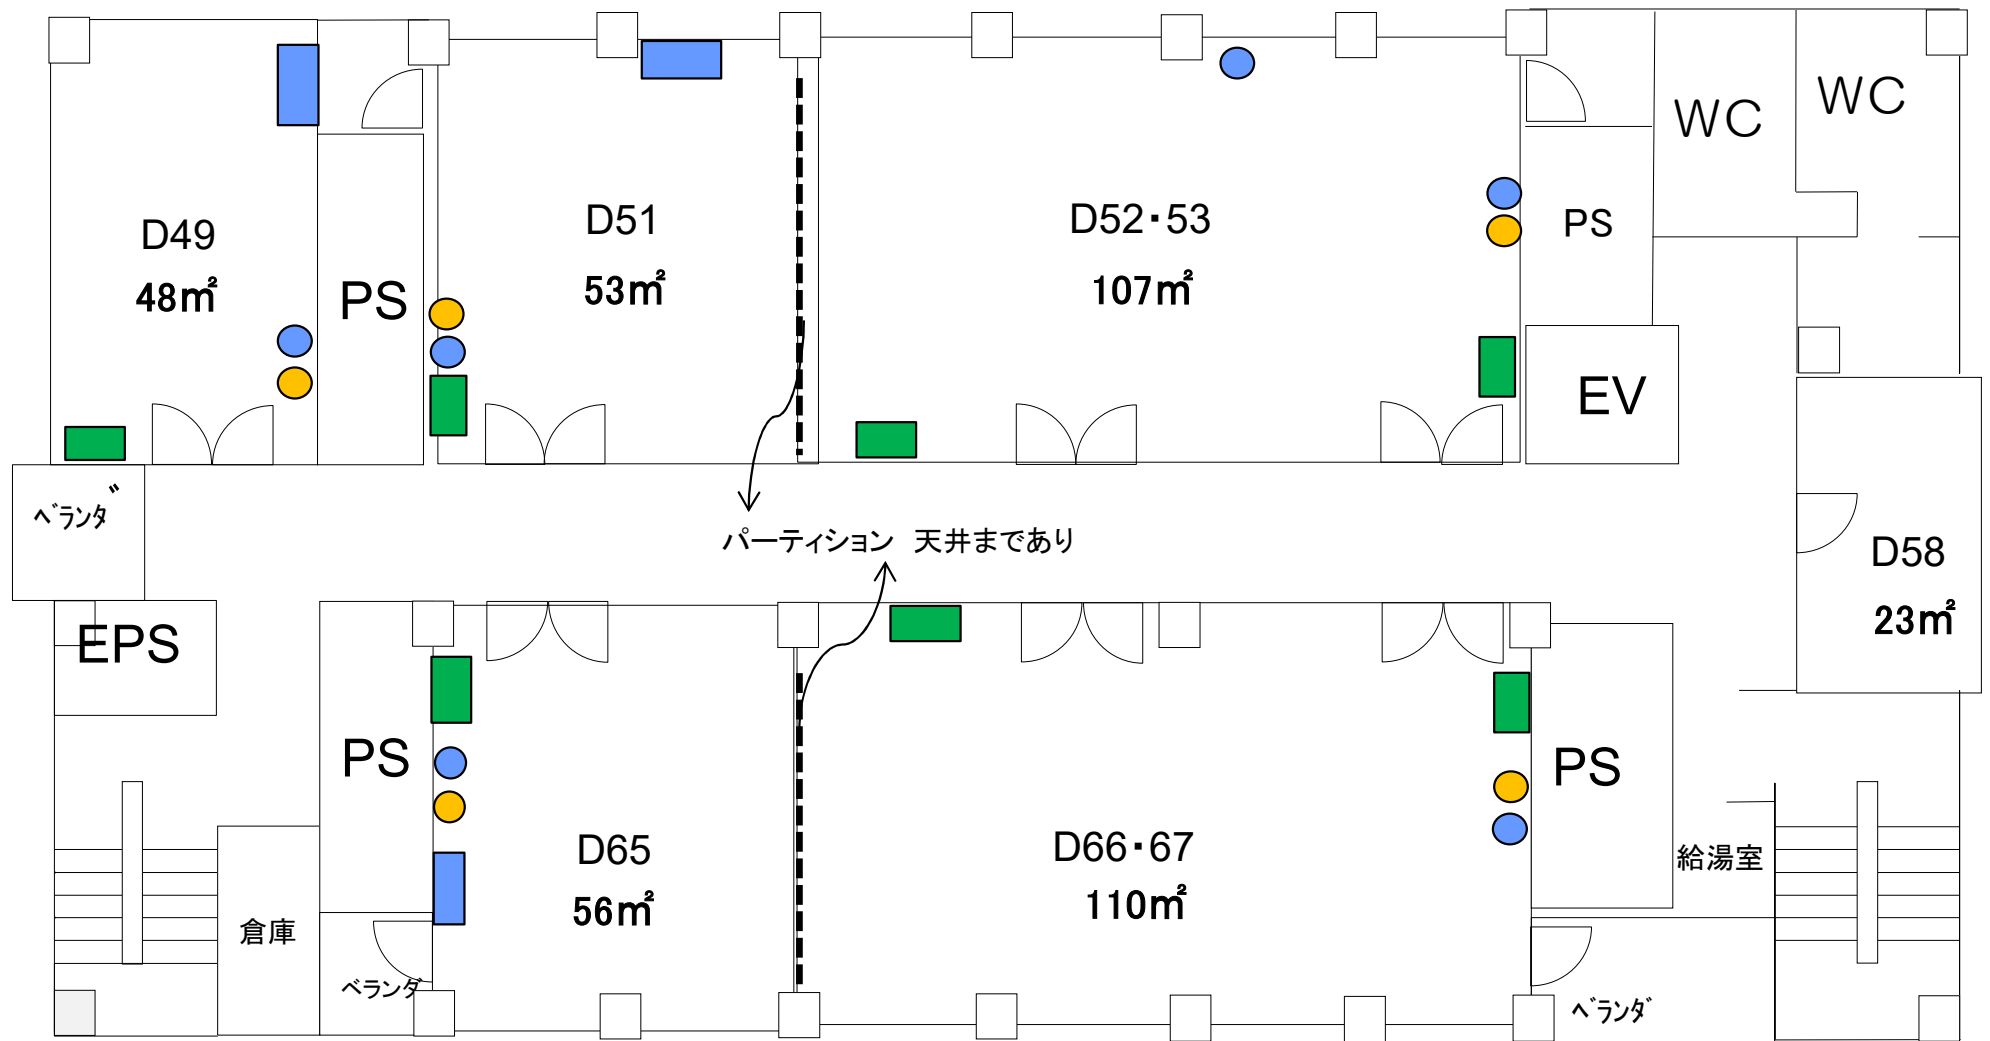 WC
WC
D49
48㎡
PS
D51
53㎡
D52・53
107㎡
PS
EV
ベランダ
パーティション　天井まであり
D58
23㎡
EPS
PS
D65
56㎡
D66・67
110㎡
PS
給湯室
倉庫
ベランダ
ベランダ